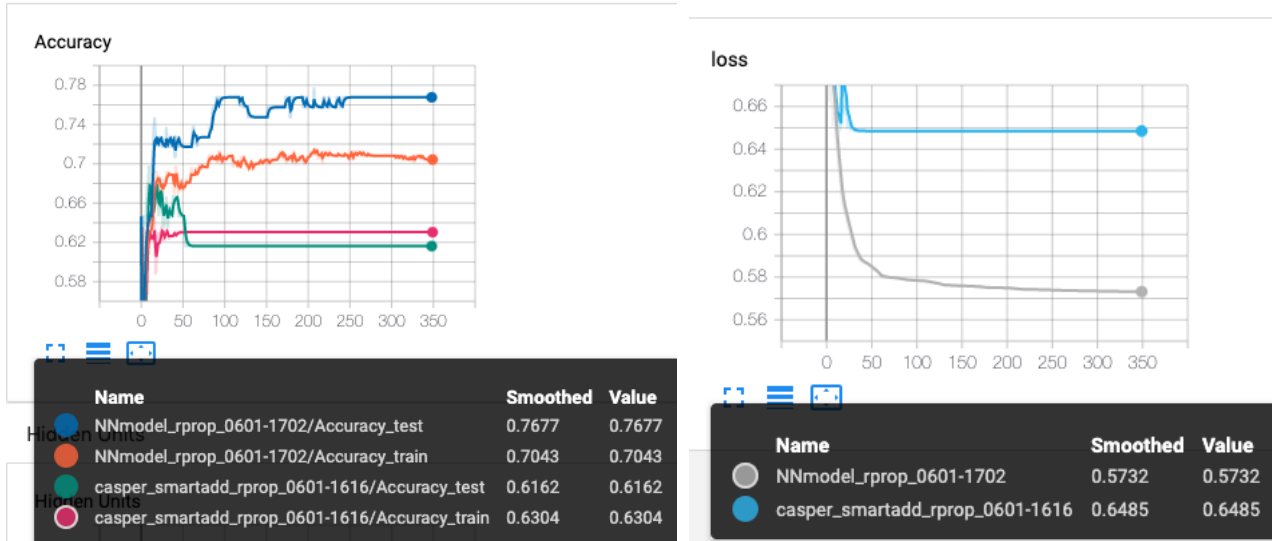 Accuracy
0.78
0.74
0.7
0.66
0.62
0.58
0 50 100 150 200 250 300 350
Name Smoothed Value
NNmodel_rprop_0601-1702/Accuracy_test 0.7677 0.7677
Hidden Units
NNmodel_rprop_0601-1702/Accuracy_train 0.7043 0.7043
casper_smartadd_rprop_0601-1616/Accuracy_test 0.6162 0.6162
Hidden Units
casper_smartadd_rprop_0601-1616/Accuracy_train 0.6304 0.6304
loss
0.66
0.64
0.62
0.6
0.58
0.56
0 50 100 150 200 250 300 350
Name Smoothed Value
NNmodel_rprop_0601-1702 0.5732 0.5732
casper_smartadd_rprop_0601-1616 0.6485 0.6485